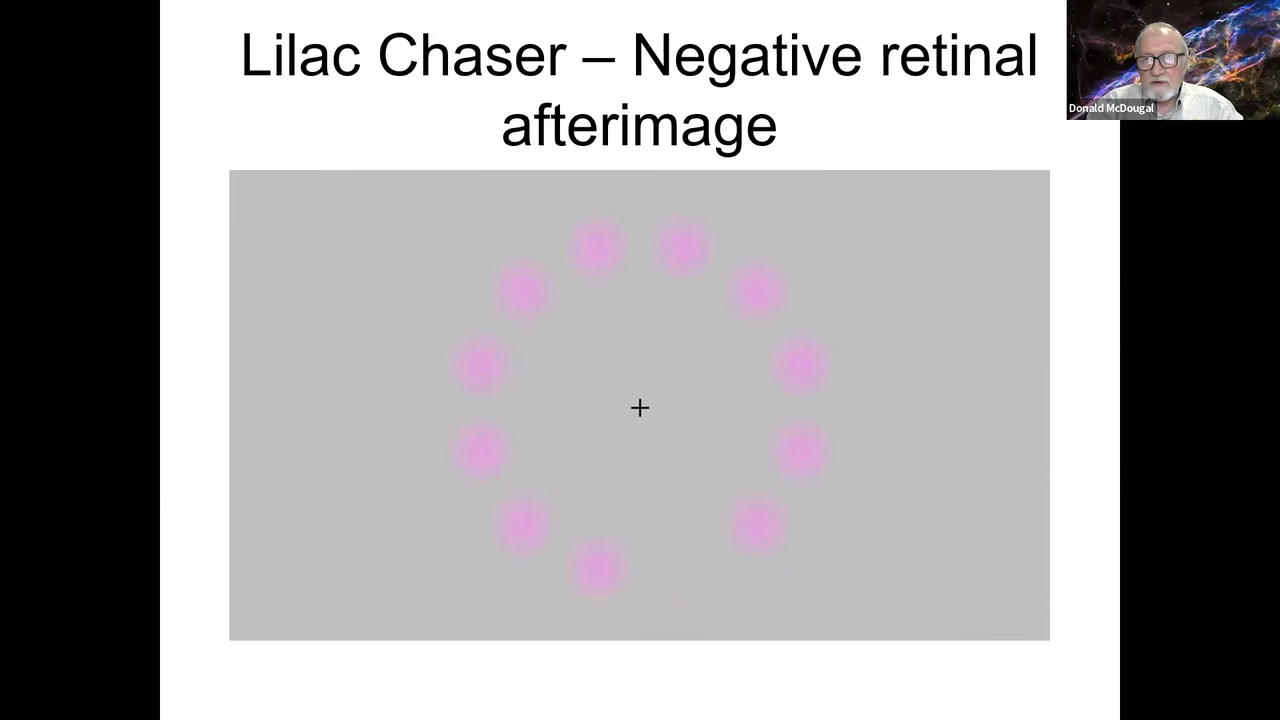 Lilac Chaser – Negative retinal
afterimage
Donald McDougal